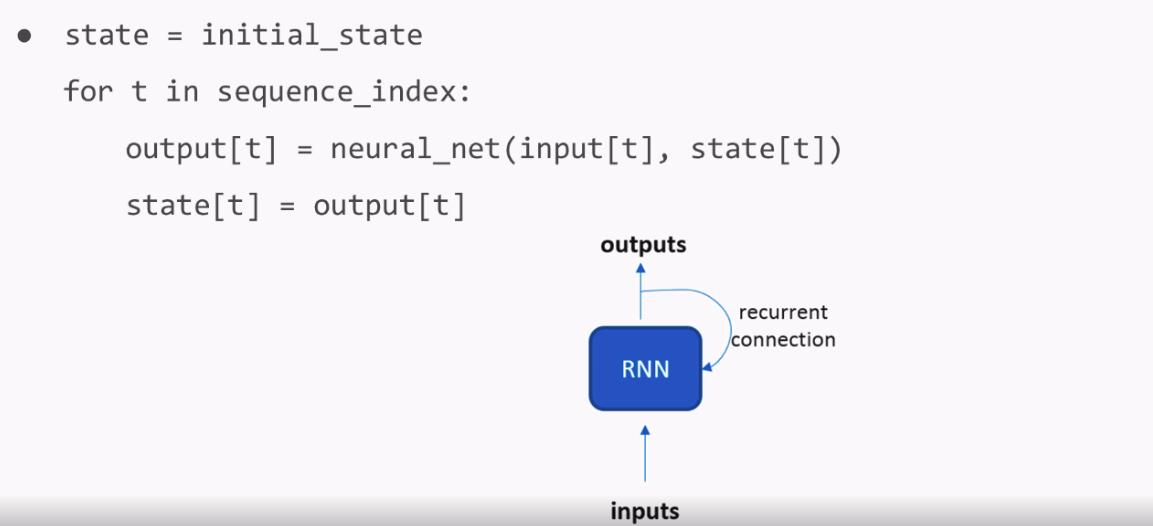 ● state = initial_state
for t in sequence_index:
output[t] = neural_net(input[t], state[t])
state[t] = output[t]
outputs
recurrent
connection
RNN
inputs